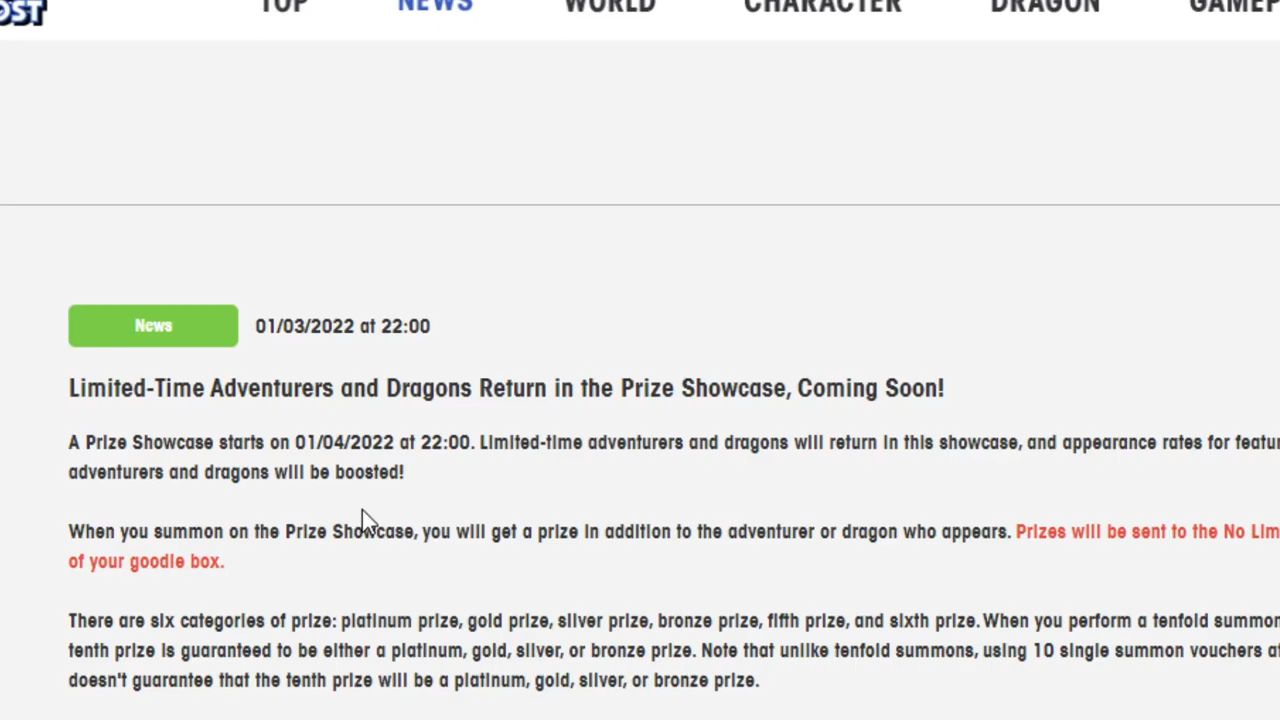 OST TOP NEWS WORLD CHARACTER DRAGON
News 01/03/2022 at 22:00
Limited-Time Adventurers and Dragons Return in the Prize Showcase, Coming Soon!
A Prize Showcase starts on 01/04/2022 at 22:00. Limited-time adventurers and dragons will return in this showcase, and appearance rates for
adventurers and dragons will be boosted!
When you summon on the Prize Showcase, you will get a prize in addition to the adventurer or dragon who appears. Prizes will be sent to the No
of your goodie box.
There are six categories of prize: platinum prize, gold prize, silver prize, bronze prize, fifth prize, and sixth prize. When you perform a tenfold summon
tenth prize is guaranteed to be either a platinum, gold, silver, or bronze prize. Note that unlike tenfold summons, using 10 single summon vouchers
doesn't guarantee that the tenth prize will be a platinum, gold, silver, or bronze prize.